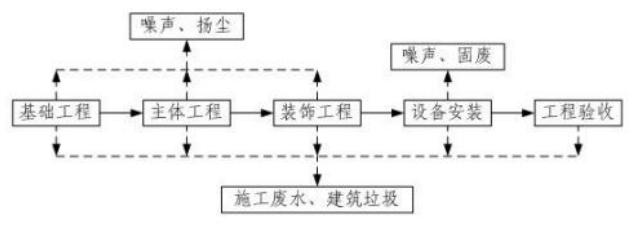 噪声、扬尘
噪声、固废
基础工程
主体工程
装饰工程
设备安装
工程验收
施工废水、建筑垃圾